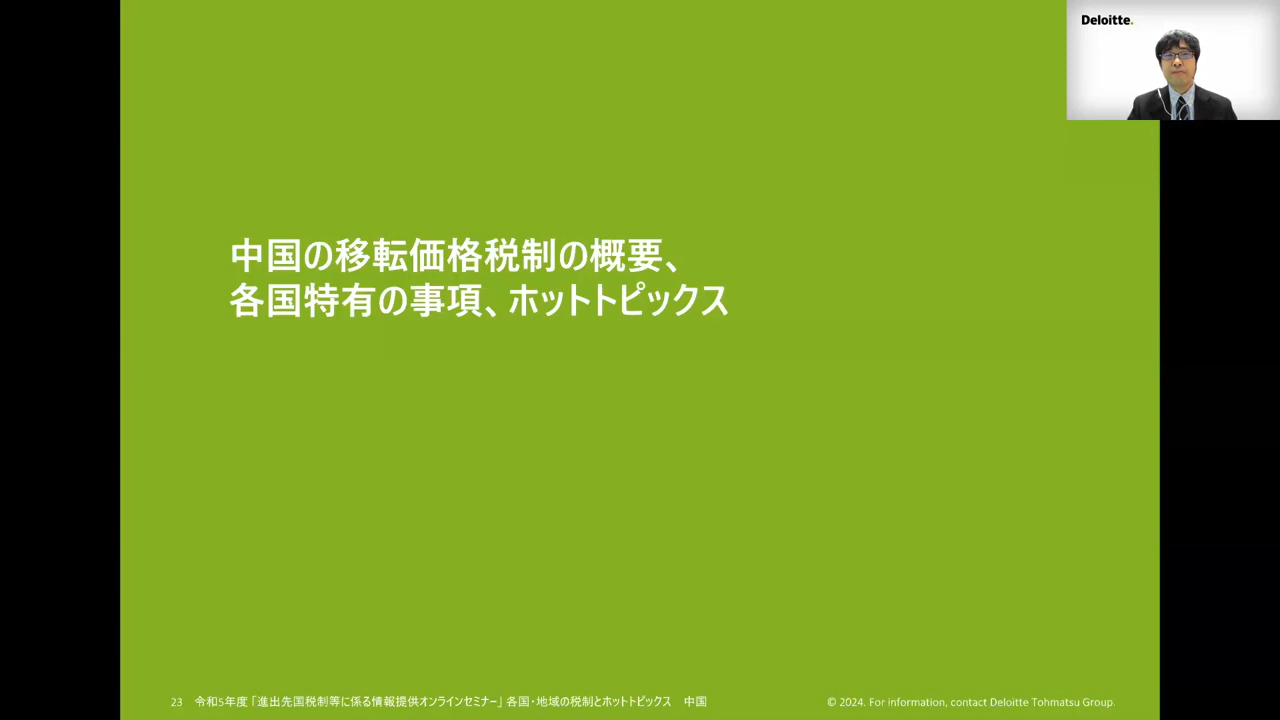 Deloitte.
中国の移転価格税制の概要、
各国特有の事項、ホットトピックス
23 令和5年度「進出先国税制等に係る情報提供オンラインセミナー」各国・地域の税制とホットトピックス 中国
© 2024. For information, contact Deloitte Tohmatsu Group.